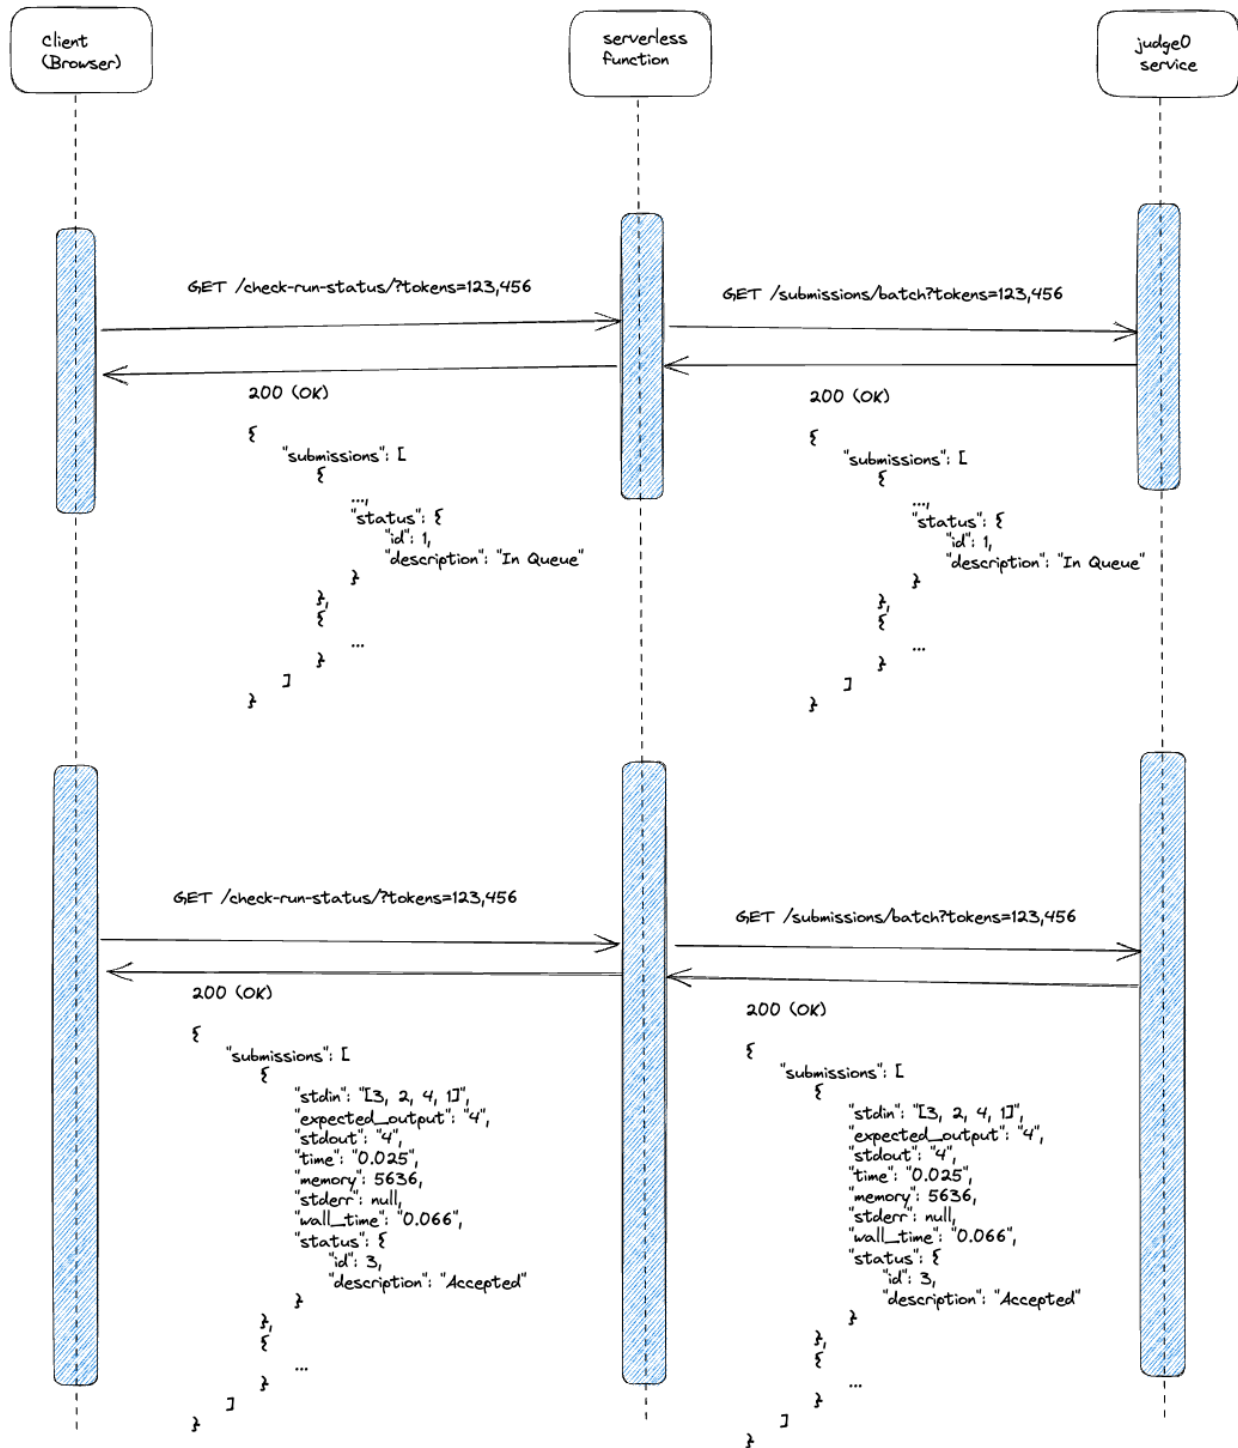 client
(Browser)
serverless
function
judge0
service
GET /check-run-status/?tokens=123,456
GET /submissions/batch?tokens=123,456
200 (OK)
{
"submissions": [
{
...,
"status": {
"id": 1,
"description": "In Queue"
}
},
{
...
}
]
}
200 (OK)
{
"submissions": [
{
...,
"status": {
"id": 1,
"description": "In Queue"
}
},
{
...
}
]
}
GET /check-run-status/?tokens=123,456
GET /submissions/batch?tokens=123,456
200 (OK)
{
"submissions": [
{
"stdin": "[3, 2, 4, 1]",
"expected_output": "4",
"stdout": "4",
"time": "0.025",
"memory": 5636,
"stderr": null,
"wall_time": "0.066",
"status": {
"id": 3,
"description": "Accepted"
}
},
{
...
}
]
}
200 (OK)
{
"submissions": [
{
"stdin": "[3, 2, 4, 1]",
"expected_output": "4",
"stdout": "4",
"time": "0.025",
"memory": 5636,
"stderr": null,
"wall_time": "0.066",
"status": {
"id": 3,
"description": "Accepted"
}
},
{
...
}
]
}